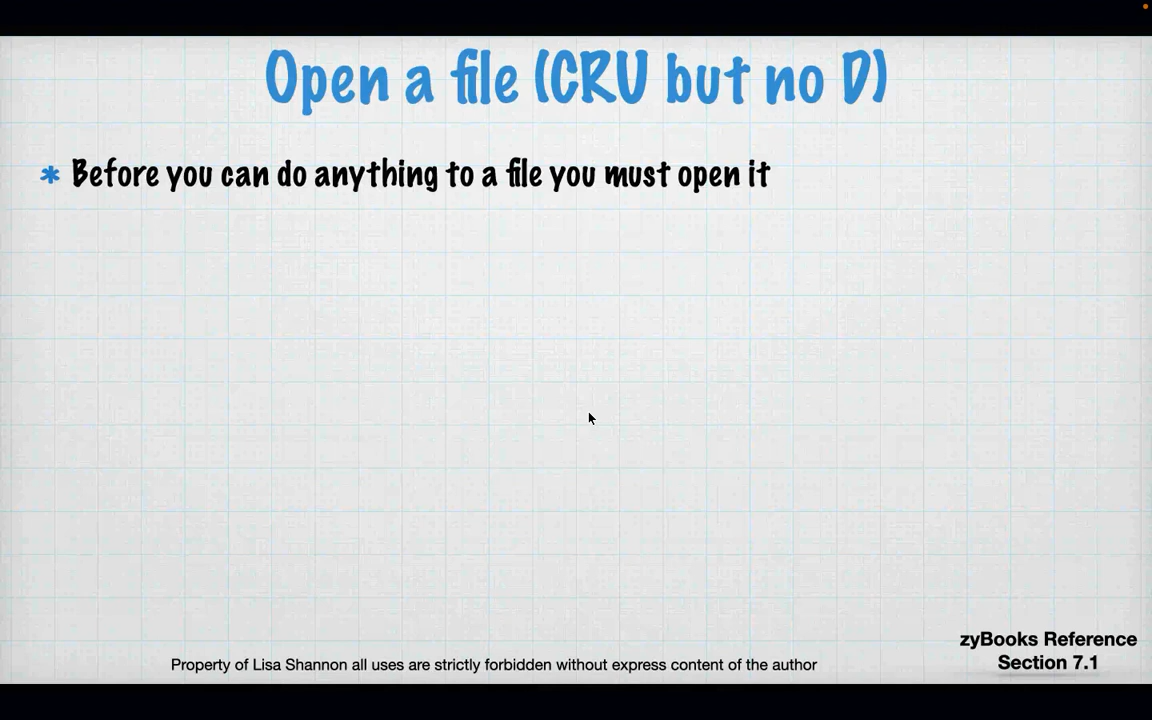 Open a file (CRU but no D)
* Before you can do anything to a file you must open it
zyBooks Reference
Section 7.1
Property of Lisa Shannon all uses are strictly forbidden without express content of the author